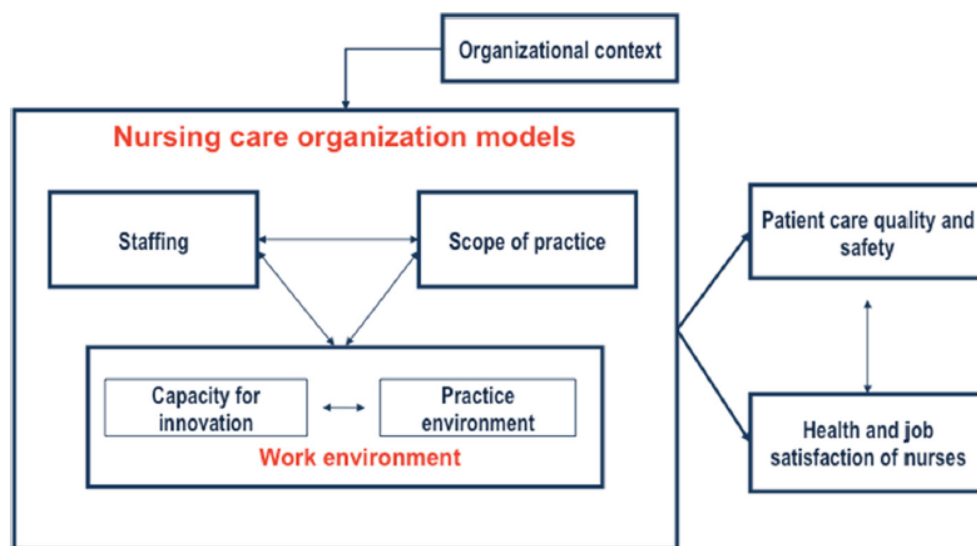 Organizational context
Nursing care organization models
Staffing
Scope of practice
Capacity for
innovation
Practice
environment
Work environment
Patient care quality and
safety
Health and job
satisfaction of nurses